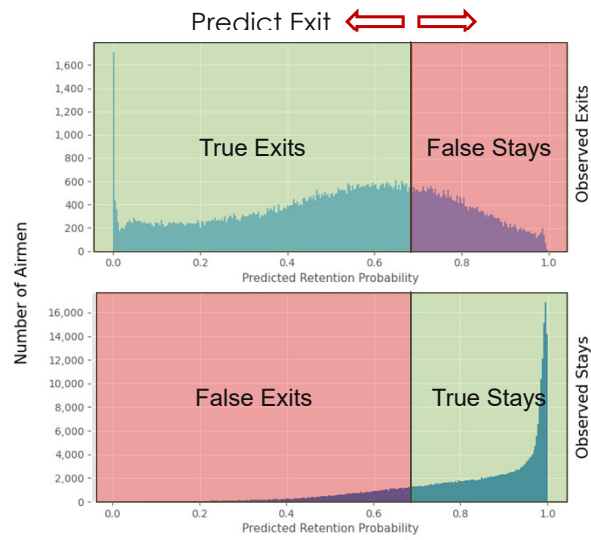 Predict Exit
1,600
1,400
1,200
1,000
800
600
400
200
0
True Exits
False Stays
Observed Exits
0.0 0.2 0.4 0.6 0.8 1.0
Predicted Retention Probability
Number of Airmen
16,000
14,000
12,000
10,000
8,000
6,000
4,000
2,000
0
False Exits
True Stays
Observed Stays
0.0 0.2 0.4 0.6 0.8 1.0
Predicted Retention Probability